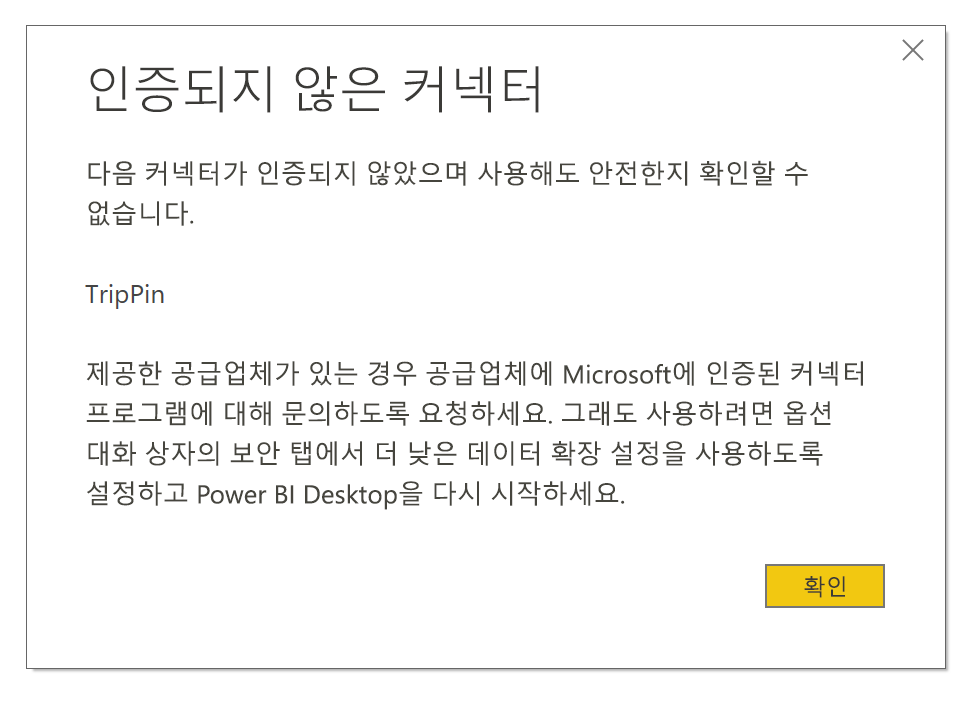 인증되지 않은 커넥터
다음 커넥터가 인증되지 않았으며 사용해도 안전한지 확인할 수
없습니다.
TripPin
제공한 공급업체가 있는 경우 공급업체에 Microsoft에 인증된 커넥터
프로그램에 대해 문의하도록 요청하세요. 그래도 사용하려면 옵션
대화 상자의 보안 탭에서 더 낮은 데이터 확장 설정을 사용하도록
설정하고 Power BI Desktop을 다시 시작하세요.
확인